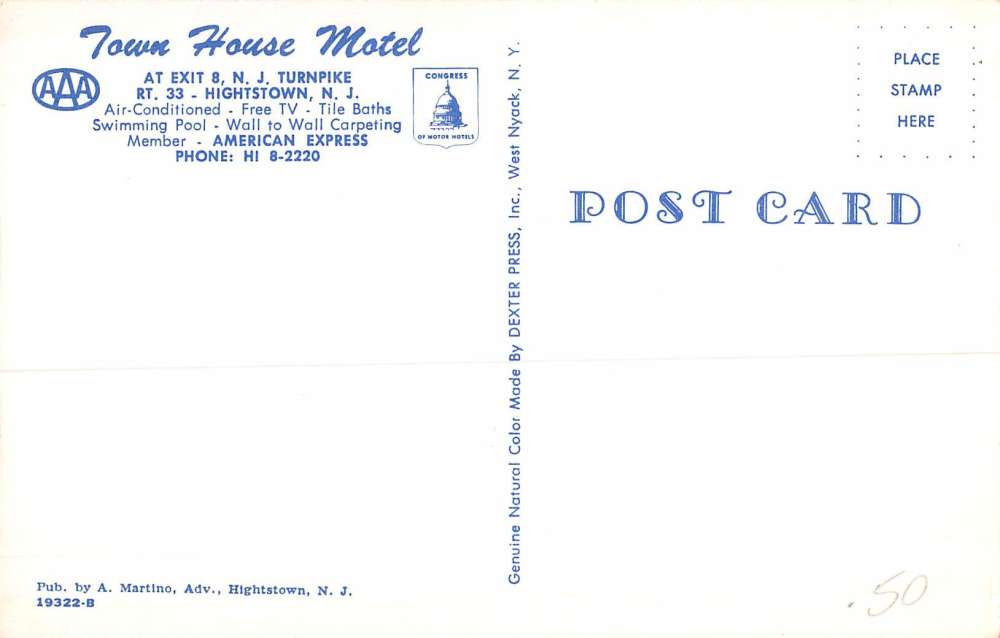 Town House Motel
AAA
AT EXIT 8, N. J. TURNPIKE
RT. 33 - HIGHTSTOWN, N. J.
Air-Conditioned - Free TV - Tile Baths
Swimming Pool - Wall to Wall Carpeting
Member - AMERICAN EXPRESS
PHONE: HI 8-2220
CONGRESS
OF MOTOR HOTELS
Pub. by A. Martino, Adv., Hightstown, N. J.
19322-B
Genuine Natural Color Made By DEXTER PRESS, Inc., West Nyack, N. Y.
PLACE
STAMP
HERE
POST CARD
.50